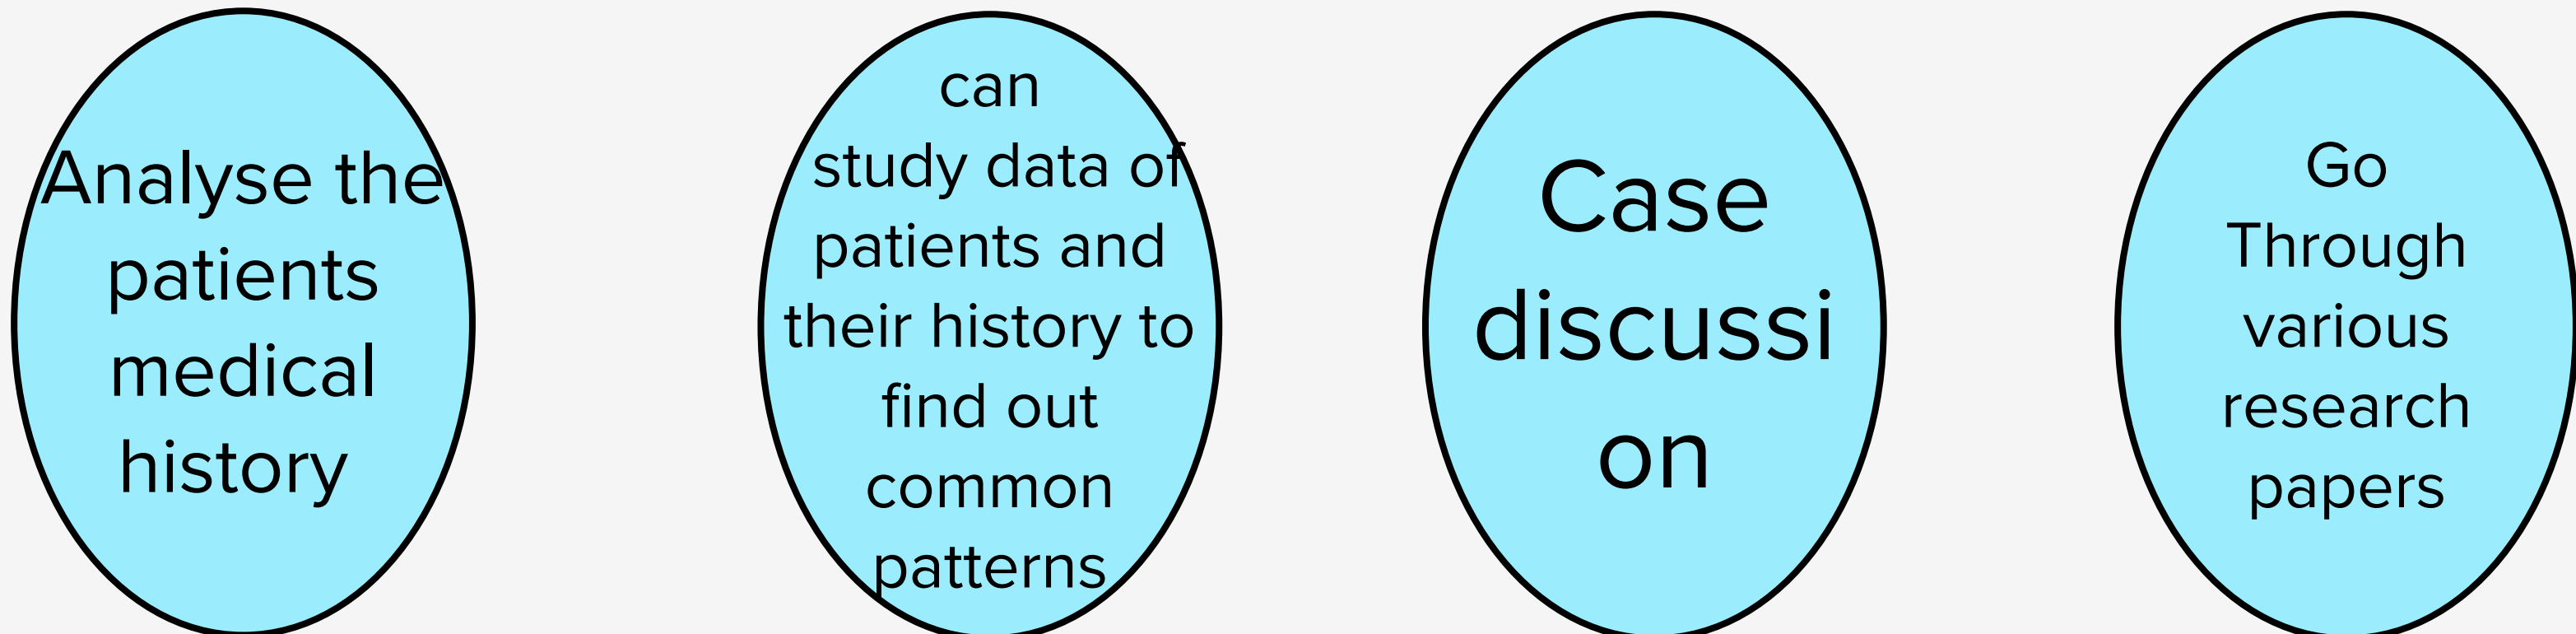 Analyse the
patients
medical
history
can
study data of
patients and
their history to
find out
common
patterns
Case
discussi
on
Go
Through
various
research
papers